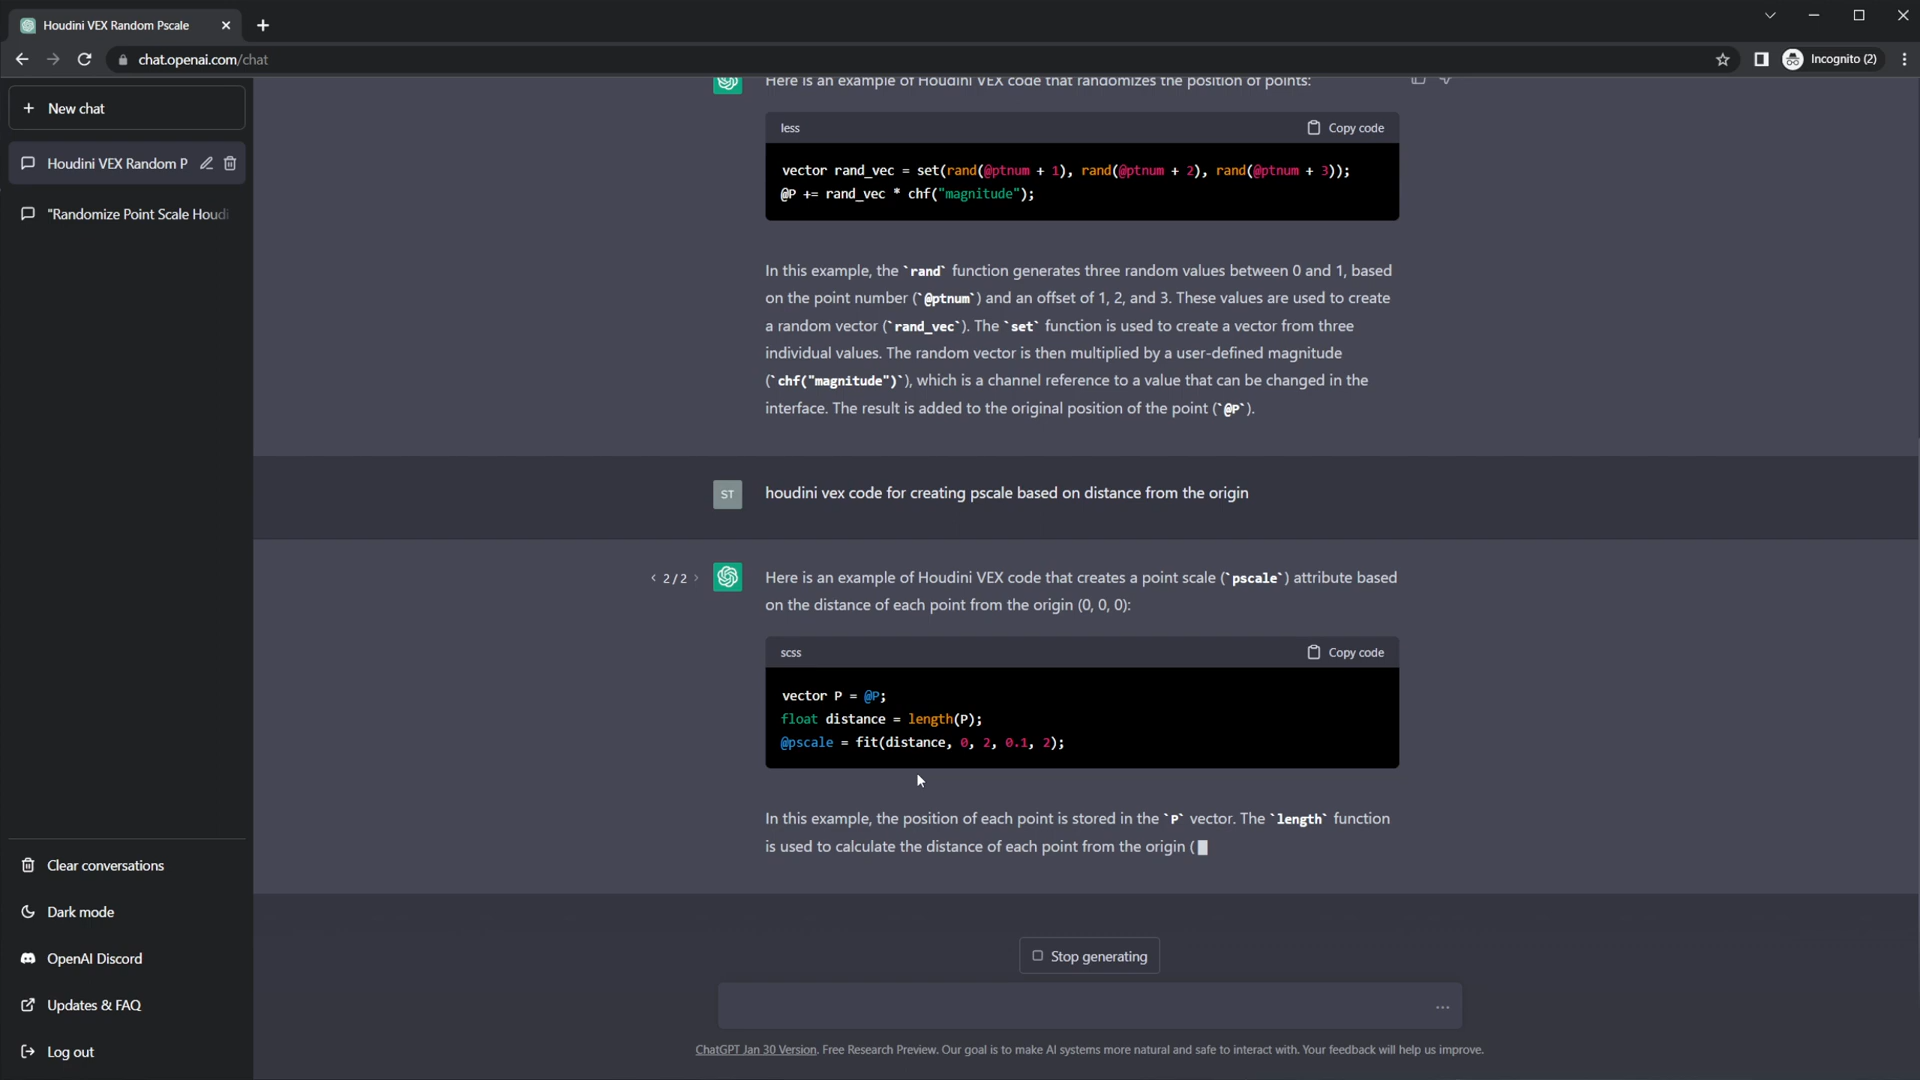 Houdini VEX Random Pscale
chat.openai.com/chat
Incognito (2)
New chat
Houdini VEX Random P
"Randomize Point Scale Houdi
Clear conversations
Dark mode
OpenAI Discord
Updates & FAQ
Log out
Here is an example of Houdini VEX code that randomizes the position of points:
less
Copy code
vector rand_vec = set(rand(@ptnum + 1), rand(@ptnum + 2), rand(@ptnum + 3));
@P += rand_vec * chf("magnitude");
In this example, the `rand` function generates three random values between 0 and 1, based
on the point number (`@ptnum`) and an offset of 1, 2, and 3. These values are used to create
a random vector (`rand_vec`). The `set` function is used to create a vector from three
individual values. The random vector is then multiplied by a user-defined magnitude
(`chf("magnitude")`), which is a channel reference to a value that can be changed in the
interface. The result is added to the original position of the point (`@P`).
ST
houdini vex code for creating pscale based on distance from the origin
< 2/2 >
Here is an example of Houdini VEX code that creates a point scale (`pscale`) attribute based
on the distance of each point from the origin (0, 0, 0):
scss
Copy code
vector P = @P;
float distance = length(P);
@pscale = fit(distance, 0, 2, 0.1, 2);
In this example, the position of each point is stored in the `P` vector. The `length` function
is used to calculate the distance of each point from the origin (
Stop generating
...
ChatGPT Jan 30 Version. Free Research Preview. Our goal is to make AI systems more natural and safe to interact with. Your feedback will help us improve.